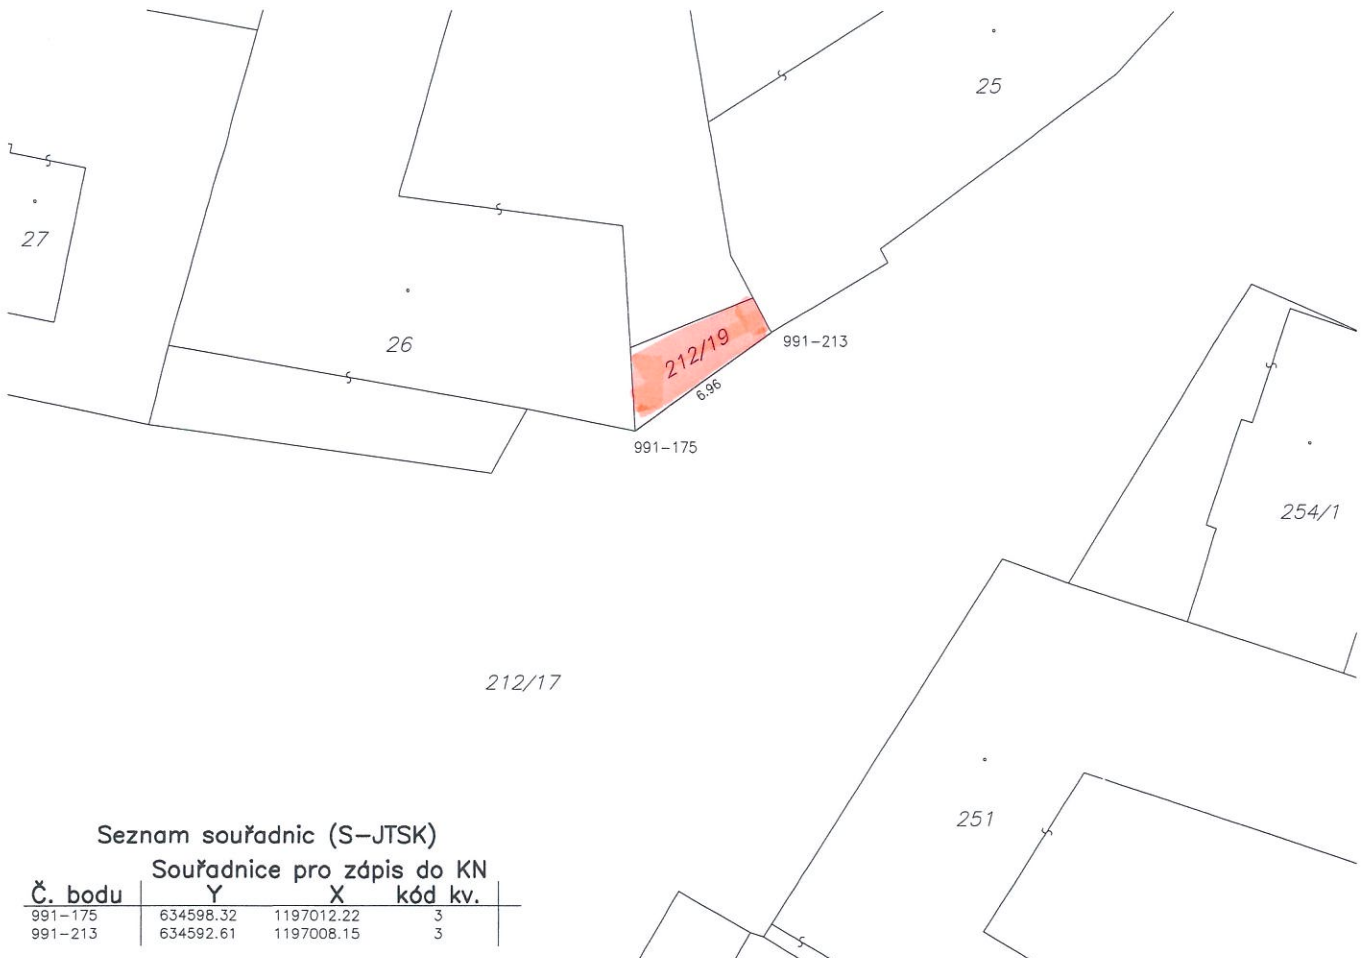 25
27
26
212/19
991-213
6.96
991-175
254/1
212/17
251
Seznam souřadnic (S-JTSK)
Souřadnice pro zápis do KN
Č. bodu Y X kód kv.
991-175 634598.32 1197012.22 3
991-213 634592.61 1197008.15 3